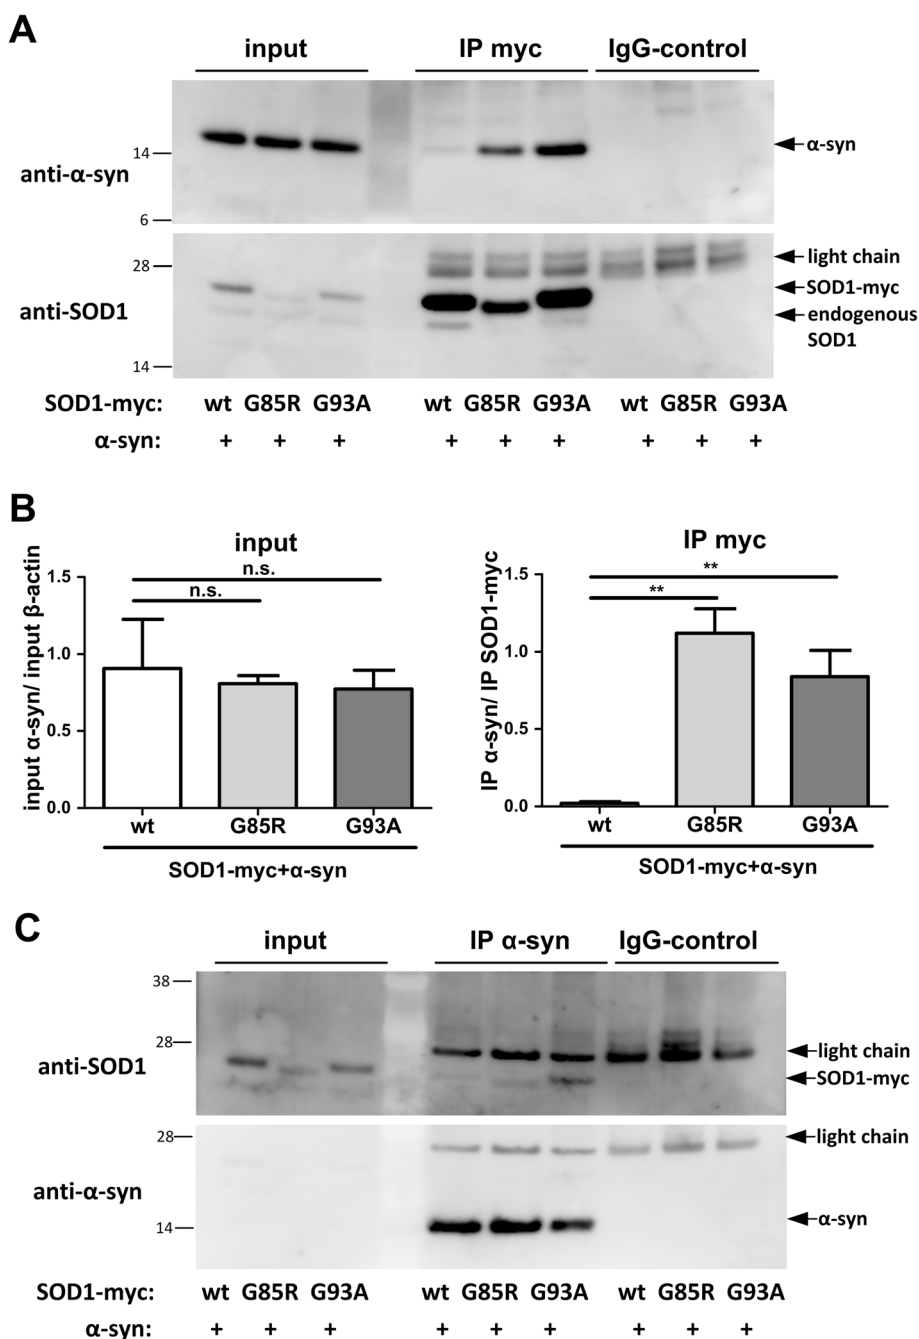 A
input IP myc IgG-control
anti-α-syn
14
6
α-syn
anti-SOD1
28
14
light chain
SOD1-myc
endogenous
SOD1
SOD1-myc: wt G85R G93A wt G85R G93A wt G85R G93A
α-syn: + + + + + + + + +
B
input
input α-syn/ input β-actin
1.5
1.0
0.5
0.0
n.s.
n.s.
wt G85R G93A
SOD1-myc+α-syn
IP myc
IP α-syn/ IP SOD1-myc
1.5
1.0
0.5
0.0
**
**
wt G85R G93A
SOD1-myc+α-syn
C
input IP α-syn IgG-control
38
28
anti-SOD1
light chain
SOD1-myc
28
14
anti-α-syn
light chain
α-syn
SOD1-myc: wt G85R G93A wt G85R G93A wt G85R G93A
α-syn: + + + + + + + + +